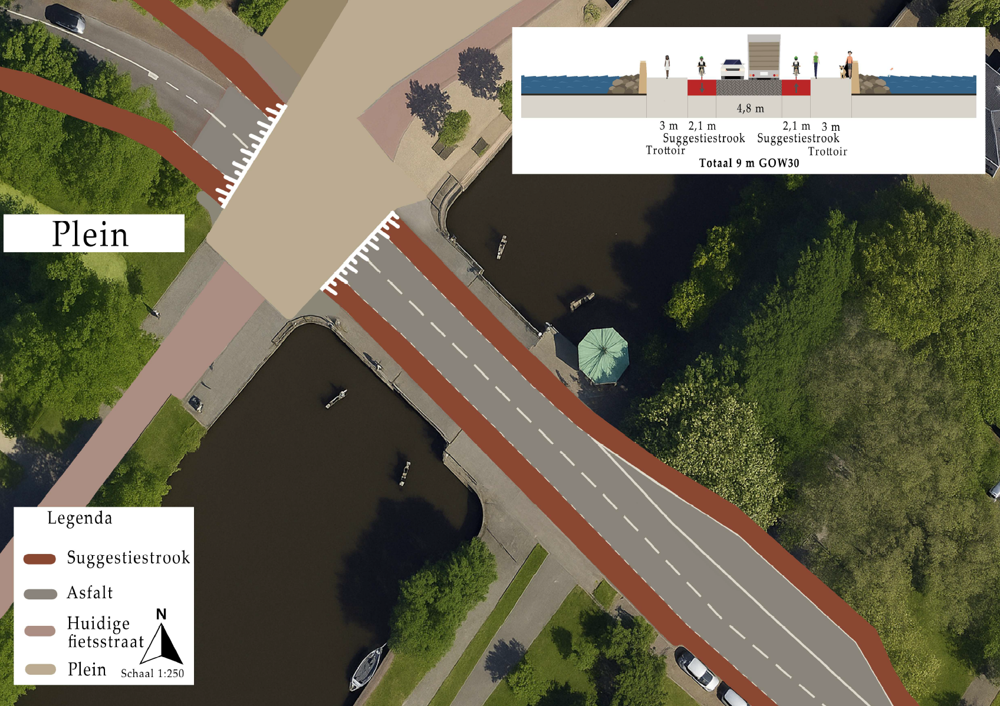 4,8 m
3 m 2,1 m 2,1 m 3 m
Suggestiestrook Suggestiestrook
Trottoir Trottoir
Totaal 9 m GOW30
Plein
Legenda
Suggestiestrook
Asfalt
Huidige
fietsstraat
Plein
N
Schaal 1:250